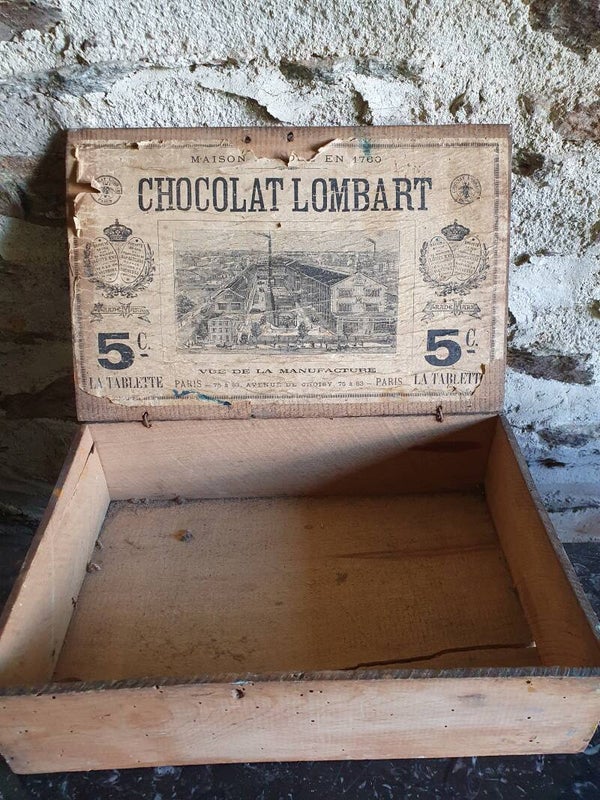 MAISON EN 1760
CHOCOLAT LOMBART
5C. 5C.
VUE DE LA MANUFACTURE
LA TABLETTE PARIS — 75 à 83, AVENUE DE CHOISY 75 à 83 — PARIS LA TABLETTE